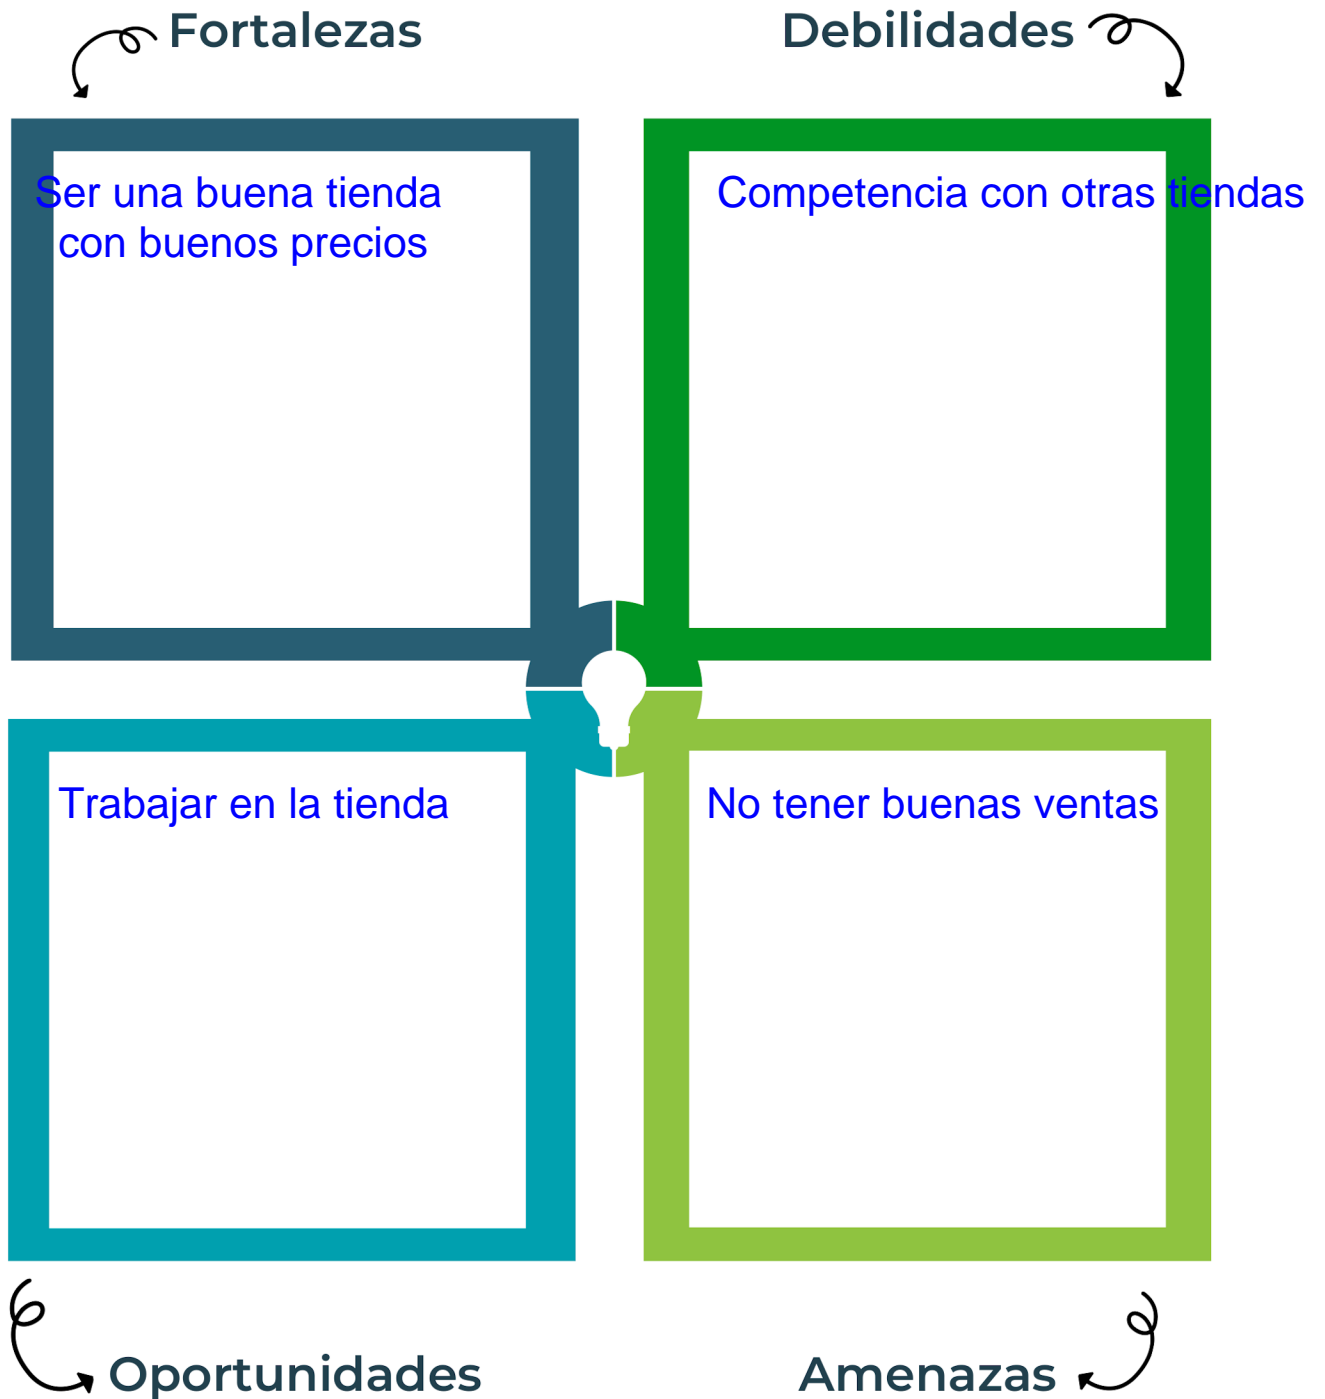 Fortalezas
Debilidades
Ser una buena tienda
con buenos precios
Competencia con otras tiendas
Trabajar en la tienda
No tener buenas ventas
Oportunidades
Amenazas